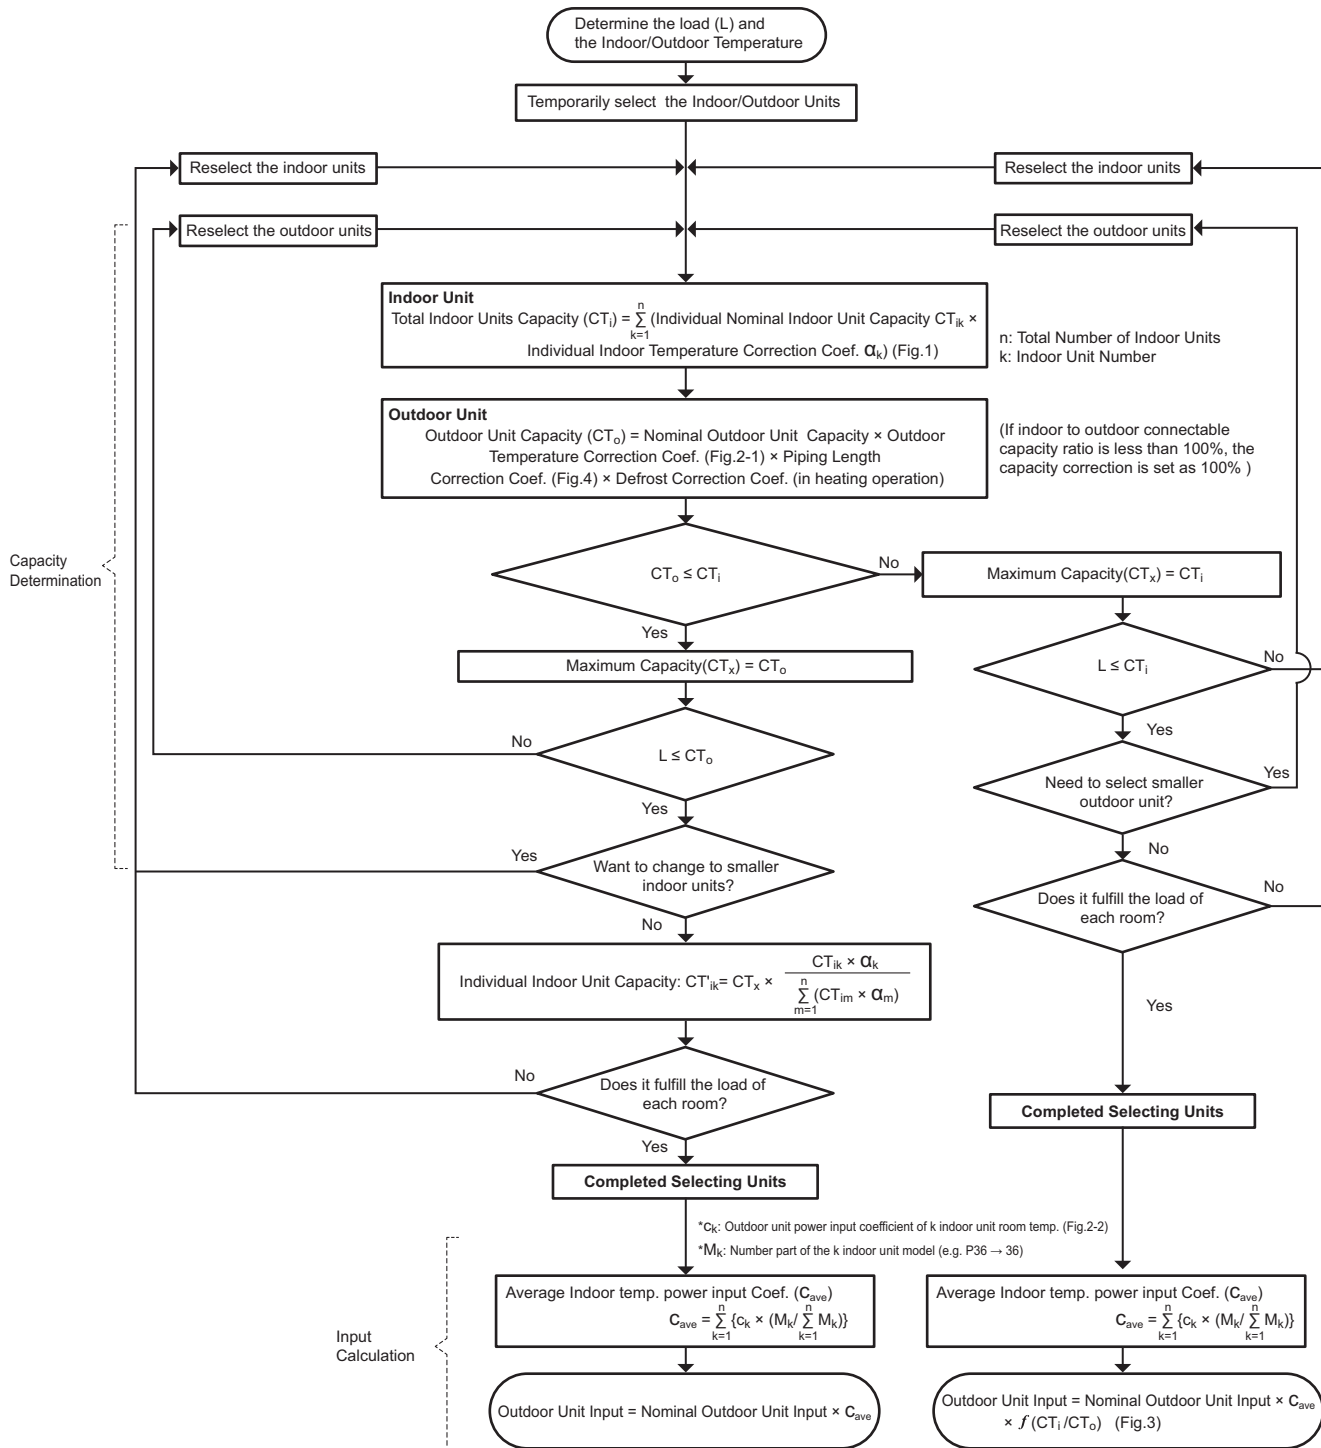 Determine the load (L) and
the Indoor/Outdoor Temperature
Temporarily select the Indoor/Outdoor Units
Reselect the indoor units
Reselect the indoor units
Reselect the outdoor units
Reselect the outdoor units
Indoor Unit
Total Indoor Units Capacity (CTi) = n∑k=1 (Individual Nominal Indoor Unit Capacity CTik ×
Individual Indoor Temperature Correction Coef. αk) (Fig.1)
n: Total Number of Indoor Units
k: Indoor Unit Number
Outdoor Unit
Outdoor Unit Capacity (CTo) = Nominal Outdoor Unit Capacity × Outdoor
Temperature Correction Coef. (Fig.2-1) × Piping Length
Correction Coef. (Fig.4) × Defrost Correction Coef. (in heating operation)
(If indoor to outdoor connectable
capacity ratio is less than 100%, the
capacity correction is set as 100% )
Capacity
Determination
CTo ≤ CTi
No
Maximum Capacity(CTx) = CTi
Yes
Maximum Capacity(CTx) = CTo
L ≤ CTi
No
Yes
No
L ≤ CTo
Yes
Need to select smaller
outdoor unit?
Yes
No
Yes
Want to change to smaller
indoor units?
No
Does it fulfill the load of
each room?
No
Yes
Individual Indoor Unit Capacity: CT'ik= CTx × CTik × αk / n∑m=1 (CTim × αm)
No
Does it fulfill the load of
each room?
Yes
Completed Selecting Units
Completed Selecting Units
*ck: Outdoor unit power input coefficient of k indoor unit room temp. (Fig.2-2)
*Mk: Number part of the k indoor unit model (e.g. P36 → 36)
Input
Calculation
Average Indoor temp. power input Coef. (Cave)
Cave = n∑k=1 {ck × (Mk/ n∑k=1 Mk)}
Average Indoor temp. power input Coef. (Cave)
Cave = n∑k=1 {ck × (Mk/ n∑k=1 Mk)}
Outdoor Unit Input = Nominal Outdoor Unit Input × Cave
Outdoor Unit Input = Nominal Outdoor Unit Input × Cave
× f (CTi /CTo) (Fig.3)